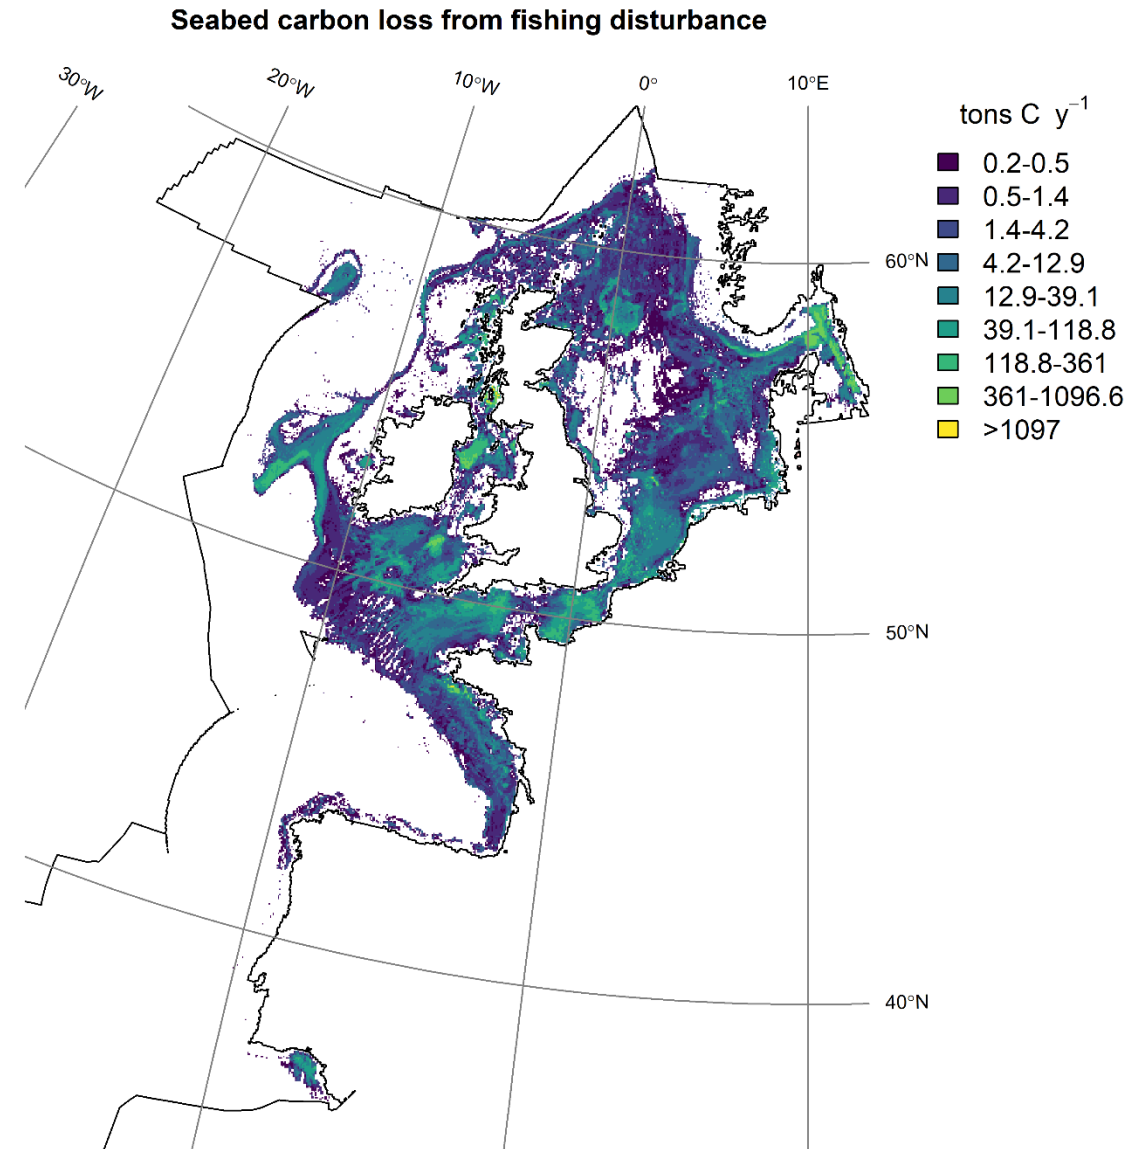 Seabed carbon loss from fishing disturbance
30°W
20°W
10°W
0°
10°E
tons C y⁻¹
0.2-0.5
0.5-1.4
1.4-4.2
4.2-12.9
12.9-39.1
39.1-118.8
118.8-361
361-1096.6
>1097
60°N
50°N
40°N